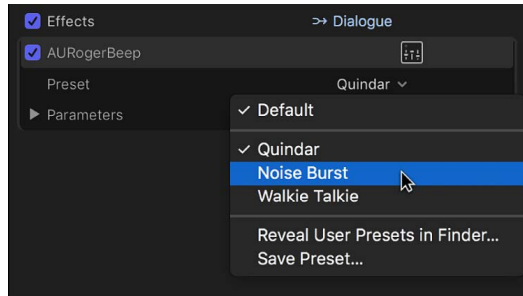 Effects
Dialogue
AURogerBeep
Preset
Quindar
Parameters
Default
Quindar
Noise Burst
Walkie Talkie
Reveal User Presets in Finder...
Save Preset...